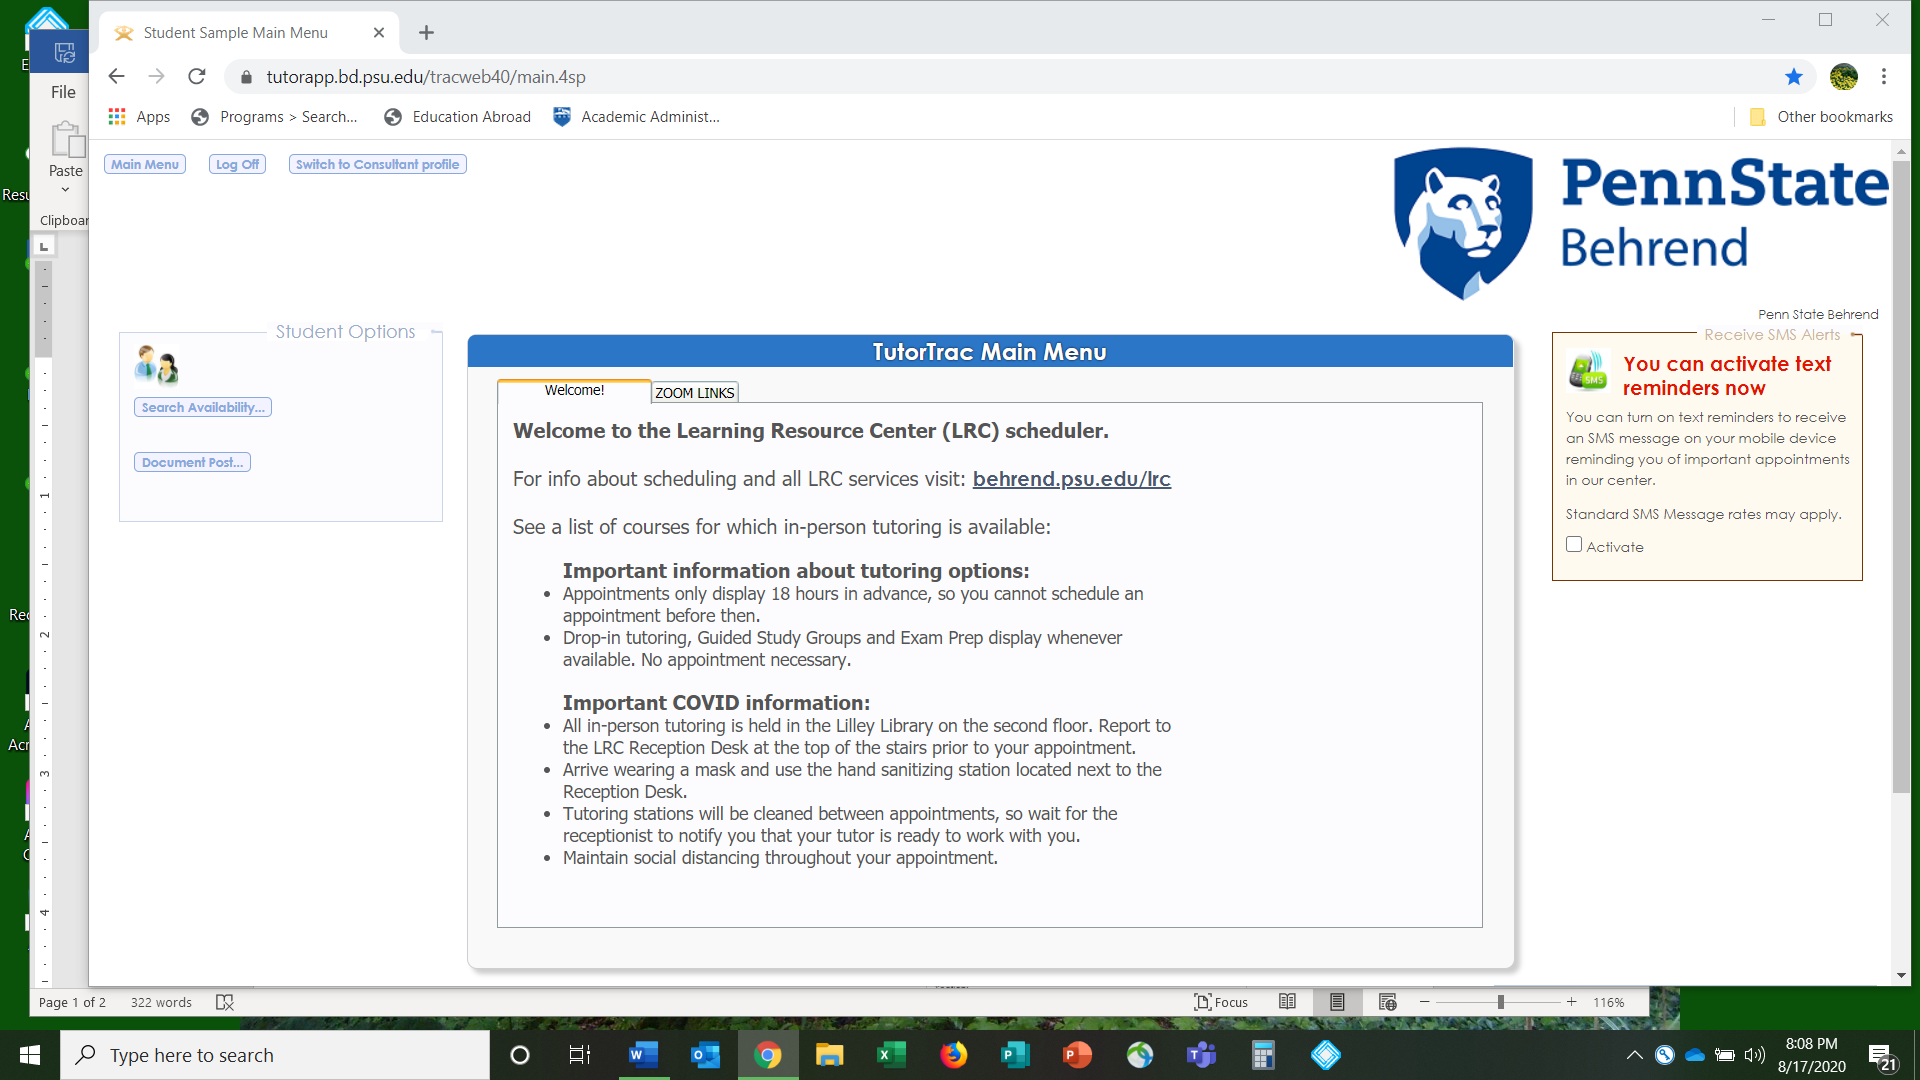 Student Sample Main Menu
tutorapp.bd.psu.edu/tracweb40/main.4sp
Apps
Programs > Search...
Education Abroad
Academic Administ...
Other bookmarks
File
Paste
Clipboar
Main Menu
Log Off
Switch to Consultant profile
PennState
Behrend
Penn State Behrend
Student Options
Search Availability...
Document Post...
TutorTrac Main Menu
Welcome!
ZOOM LINKS
Welcome to the Learning Resource Center (LRC) scheduler.
For info about scheduling and all LRC services visit: behrend.psu.edu/lrc
See a list of courses for which in-person tutoring is available:
Important information about tutoring options:
• Appointments only display 18 hours in advance, so you cannot schedule an
appointment before then.
• Drop-in tutoring, Guided Study Groups and Exam Prep display whenever
available. No appointment necessary.
Important COVID information:
• All in-person tutoring is held in the Lilley Library on the second floor. Report to
the LRC Reception Desk at the top of the stairs prior to your appointment.
• Arrive wearing a mask and use the hand sanitizing station located next to the
Reception Desk.
• Tutoring stations will be cleaned between appointments, so wait for the
receptionist to notify you that your tutor is ready to work with you.
• Maintain social distancing throughout your appointment.
Receive SMS Alerts
SMS
You can activate text
reminders now
You can turn on text reminders to receive
an SMS message on your mobile device
reminding you of important appointments
in our center.
Standard SMS Message rates may apply.
Activate
Resu
Rec
Acr
1
2
3
4
Page 1 of 2
322 words
Focus
116%
Type here to search
8:08 PM
8/17/2020
21